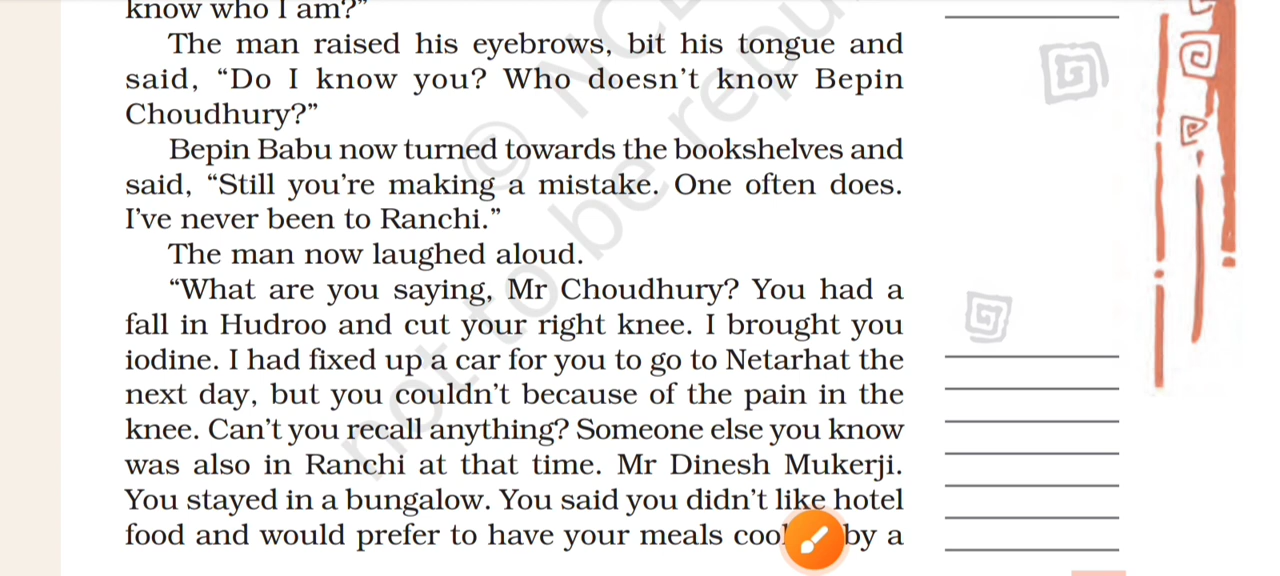 know who I am?”
The man raised his eyebrows, bit his tongue and
said, “Do I know you? Who doesn’t know Bepin
Choudhury?”
Bepin Babu now turned towards the bookshelves and
said, “Still you’re making a mistake. One often does.
I’ve never been to Ranchi.”
The man now laughed aloud.
“What are you saying, Mr Choudhury? You had a
fall in Hudroo and cut your right knee. I brought you
iodine. I had fixed up a car for you to go to Netarhat the
next day, but you couldn’t because of the pain in the
knee. Can’t you recall anything? Someone else you know
was also in Ranchi at that time. Mr Dinesh Mukerji.
You stayed in a bungalow. You said you didn’t like hotel
food and would prefer to have your meals by a
© NC
not to be repu